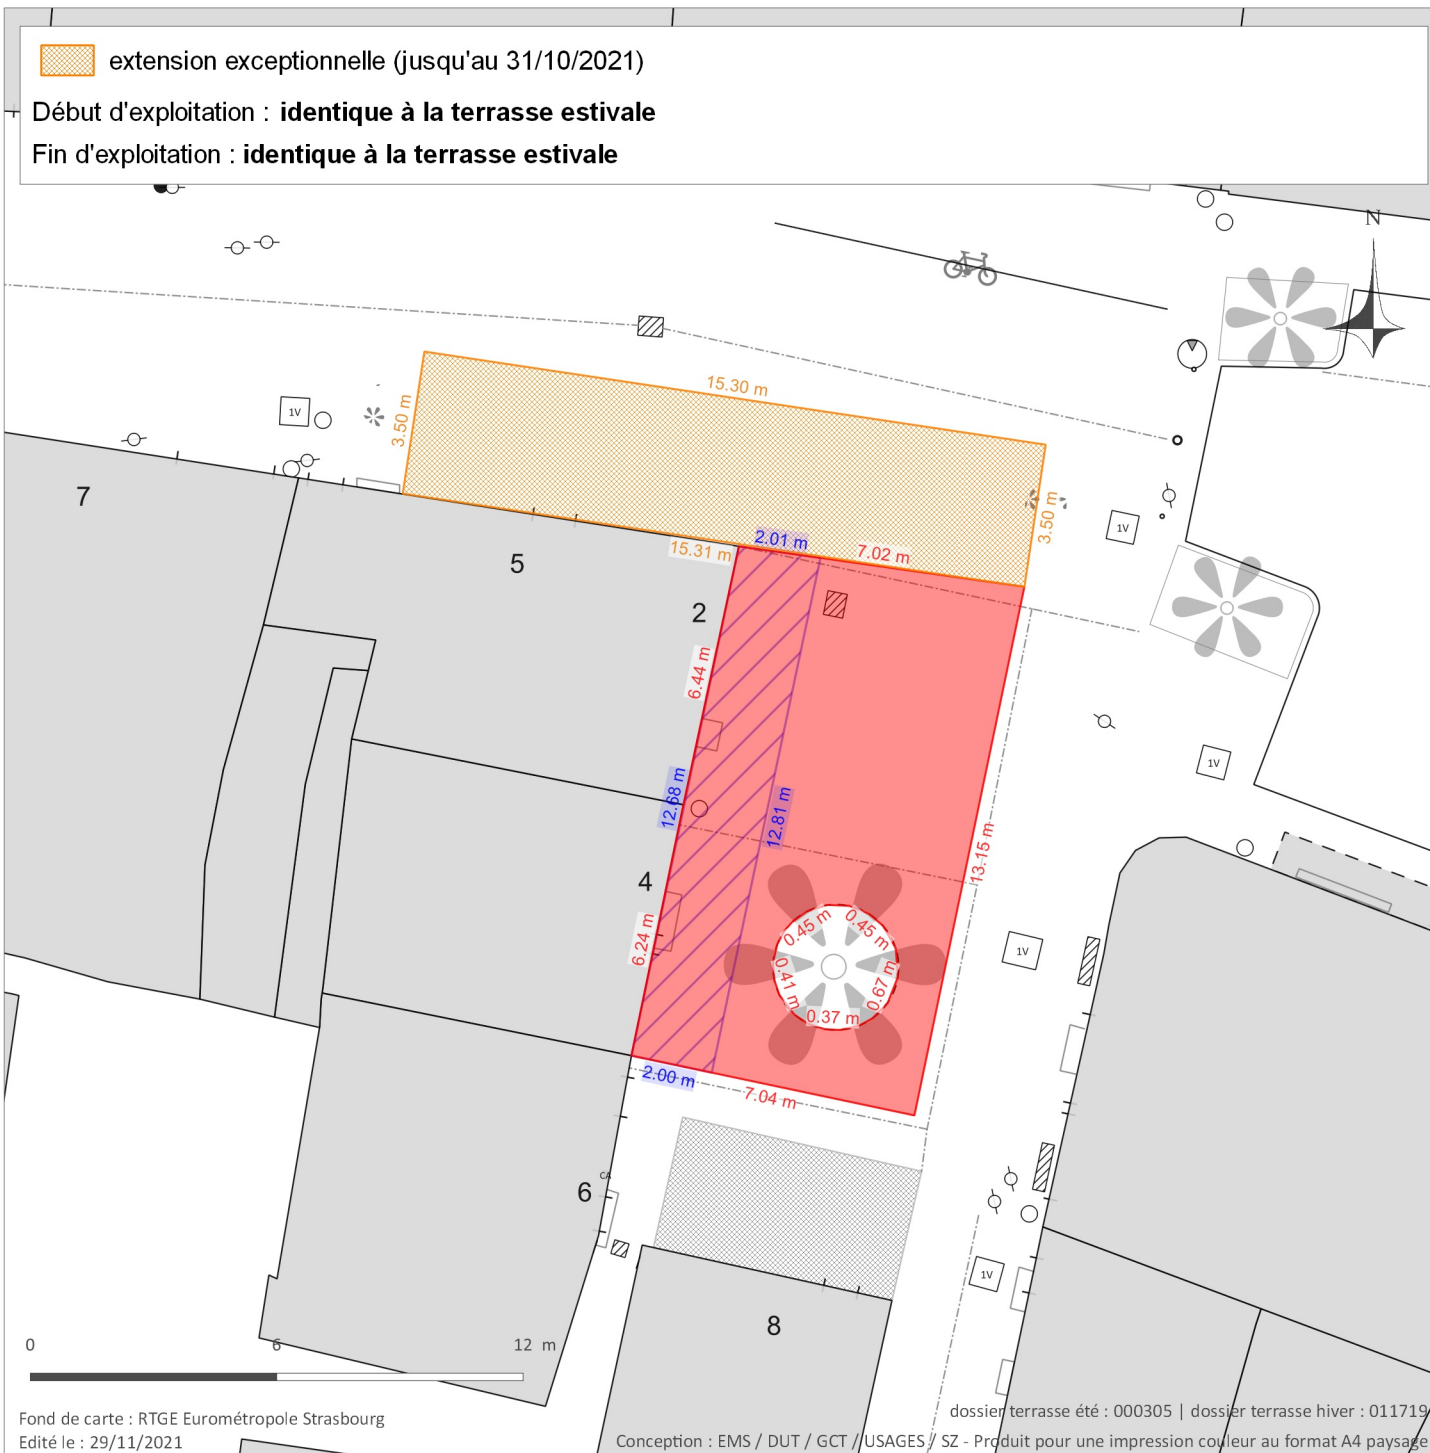 extension exceptionnelle (jusqu'au 31/10/2021)
Début d'exploitation : identique à la terrasse estivale
Fin d'exploitation : identique à la terrasse estivale
N
15.30 m
3.50 m
1V
7
3.50 m
1V
2.01 m
15.31 m
7.02 m
5
2
6.44 m
1V
12.68 m
12.81 m
13.15 m
4
6.24 m
0.45 m
0.45 m
0.41 m
0.67 m
0.37 m
1V
2.00 m
7.04 m
CA
6
1V
8
0 6 12 m
Fond de carte : RTGE Eurométropole Strasbourg
Edité le : 29/11/2021
dossier terrasse été : 000305 | dossier terrasse hiver : 011719
Conception : EMS / DUT / GCT / USAGES / SZ - Produit pour une impression couleur au format A4 paysage